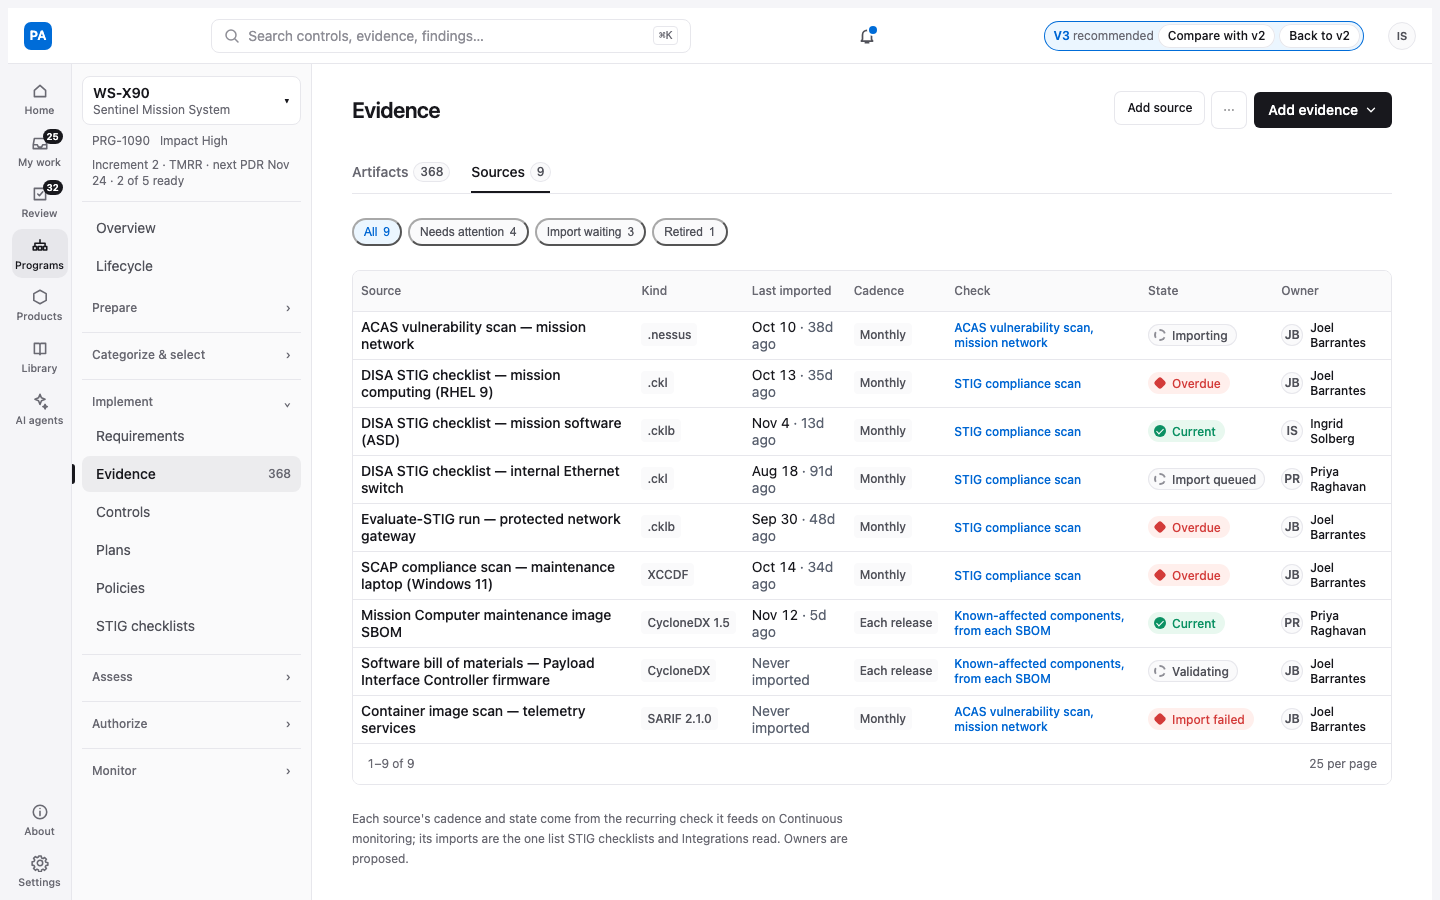 PA
Search controls, evidence, findings...
⌘K
V3 recommended
Compare with v2
Back to v2
IS
Home
25
My work
32
Review
Programs
Products
Library
AI agents
About
Settings
WS-X90
Sentinel Mission System
PRG-1090 Impact High
Increment 2 · TMRR · next PDR Nov
24 · 2 of 5 ready
Overview
Lifecycle
Prepare
Categorize & select
Implement
Requirements
Evidence 368
Controls
Plans
Policies
STIG checklists
Assess
Authorize
Monitor
Evidence
Add source
...
Add evidence
Artifacts 368
Sources 9
All 9
Needs attention 4
Import waiting 3
Retired 1
Source Kind Last imported Cadence Check State Owner
ACAS vulnerability scan — mission
network
.nessus
Oct 10 · 38d
ago
Monthly
ACAS vulnerability scan,
mission network
Importing
JB
Joel
Barrantes
DISA STIG checklist — mission
computing (RHEL 9)
.ckl
Oct 13 · 35d
ago
Monthly
STIG compliance scan
Overdue
JB
Joel
Barrantes
DISA STIG checklist — mission software
(ASD)
.cklb
Nov 4 · 13d
ago
Monthly
STIG compliance scan
Current
IS
Ingrid
Solberg
DISA STIG checklist — internal Ethernet
switch
.ckl
Aug 18 · 91d
ago
Monthly
STIG compliance scan
Import queued
PR
Priya
Raghavan
Evaluate-STIG run — protected network
gateway
.cklb
Sep 30 · 48d
ago
Monthly
STIG compliance scan
Overdue
JB
Joel
Barrantes
SCAP compliance scan — maintenance
laptop (Windows 11)
XCCDF
Oct 14 · 34d
ago
Monthly
STIG compliance scan
Overdue
JB
Joel
Barrantes
Mission Computer maintenance image
SBOM
CycloneDX 1.5
Nov 12 · 5d
ago
Each release
Known-affected components,
from each SBOM
Current
PR
Priya
Raghavan
Software bill of materials — Payload
Interface Controller firmware
CycloneDX
Never
imported
Each release
Known-affected components,
from each SBOM
Validating
JB
Joel
Barrantes
Container image scan — telemetry
services
SARIF 2.1.0
Never
imported
Monthly
ACAS vulnerability scan,
mission network
Import failed
JB
Joel
Barrantes
1–9 of 9
25 per page
Each source's cadence and state come from the recurring check it feeds on Continuous
monitoring; its imports are the one list STIG checklists and Integrations read. Owners are
proposed.